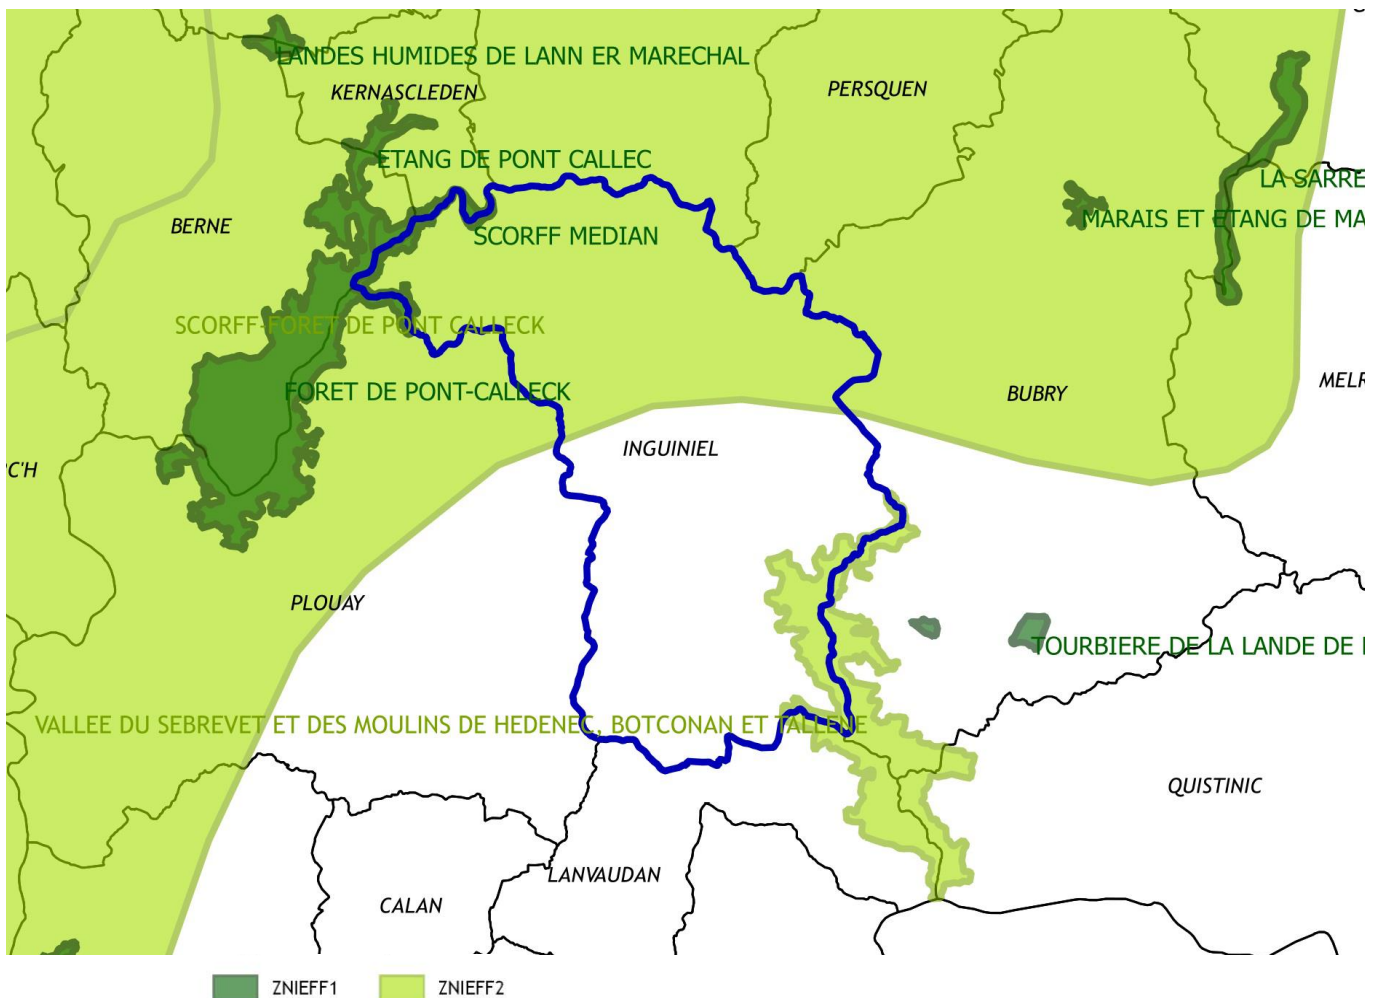 LANDES HUMIDES DE LANN ER MARECHAL
KERNASCLEDEN
PERSQUEN
ETANG DE PONT CALLEC
LA SARRE
MARAIS ET ETANG DE MA
BERNE
SCORFF MEDIAN
SCORFF-FORET DE PONT CALLECK
FORET DE PONT-CALLECK
BUBRY
MELR
INGUINIEL
C'H
PLOUAY
TOURBIERE DE LA LANDE DE
VALLEE DU SEBREVET ET DES MOULINS DE HEDENEC, BOTCONAN ET TALLENE
QUISTINIC
LANVAUDAN
CALAN
ZNIEFF1
ZNIEFF2